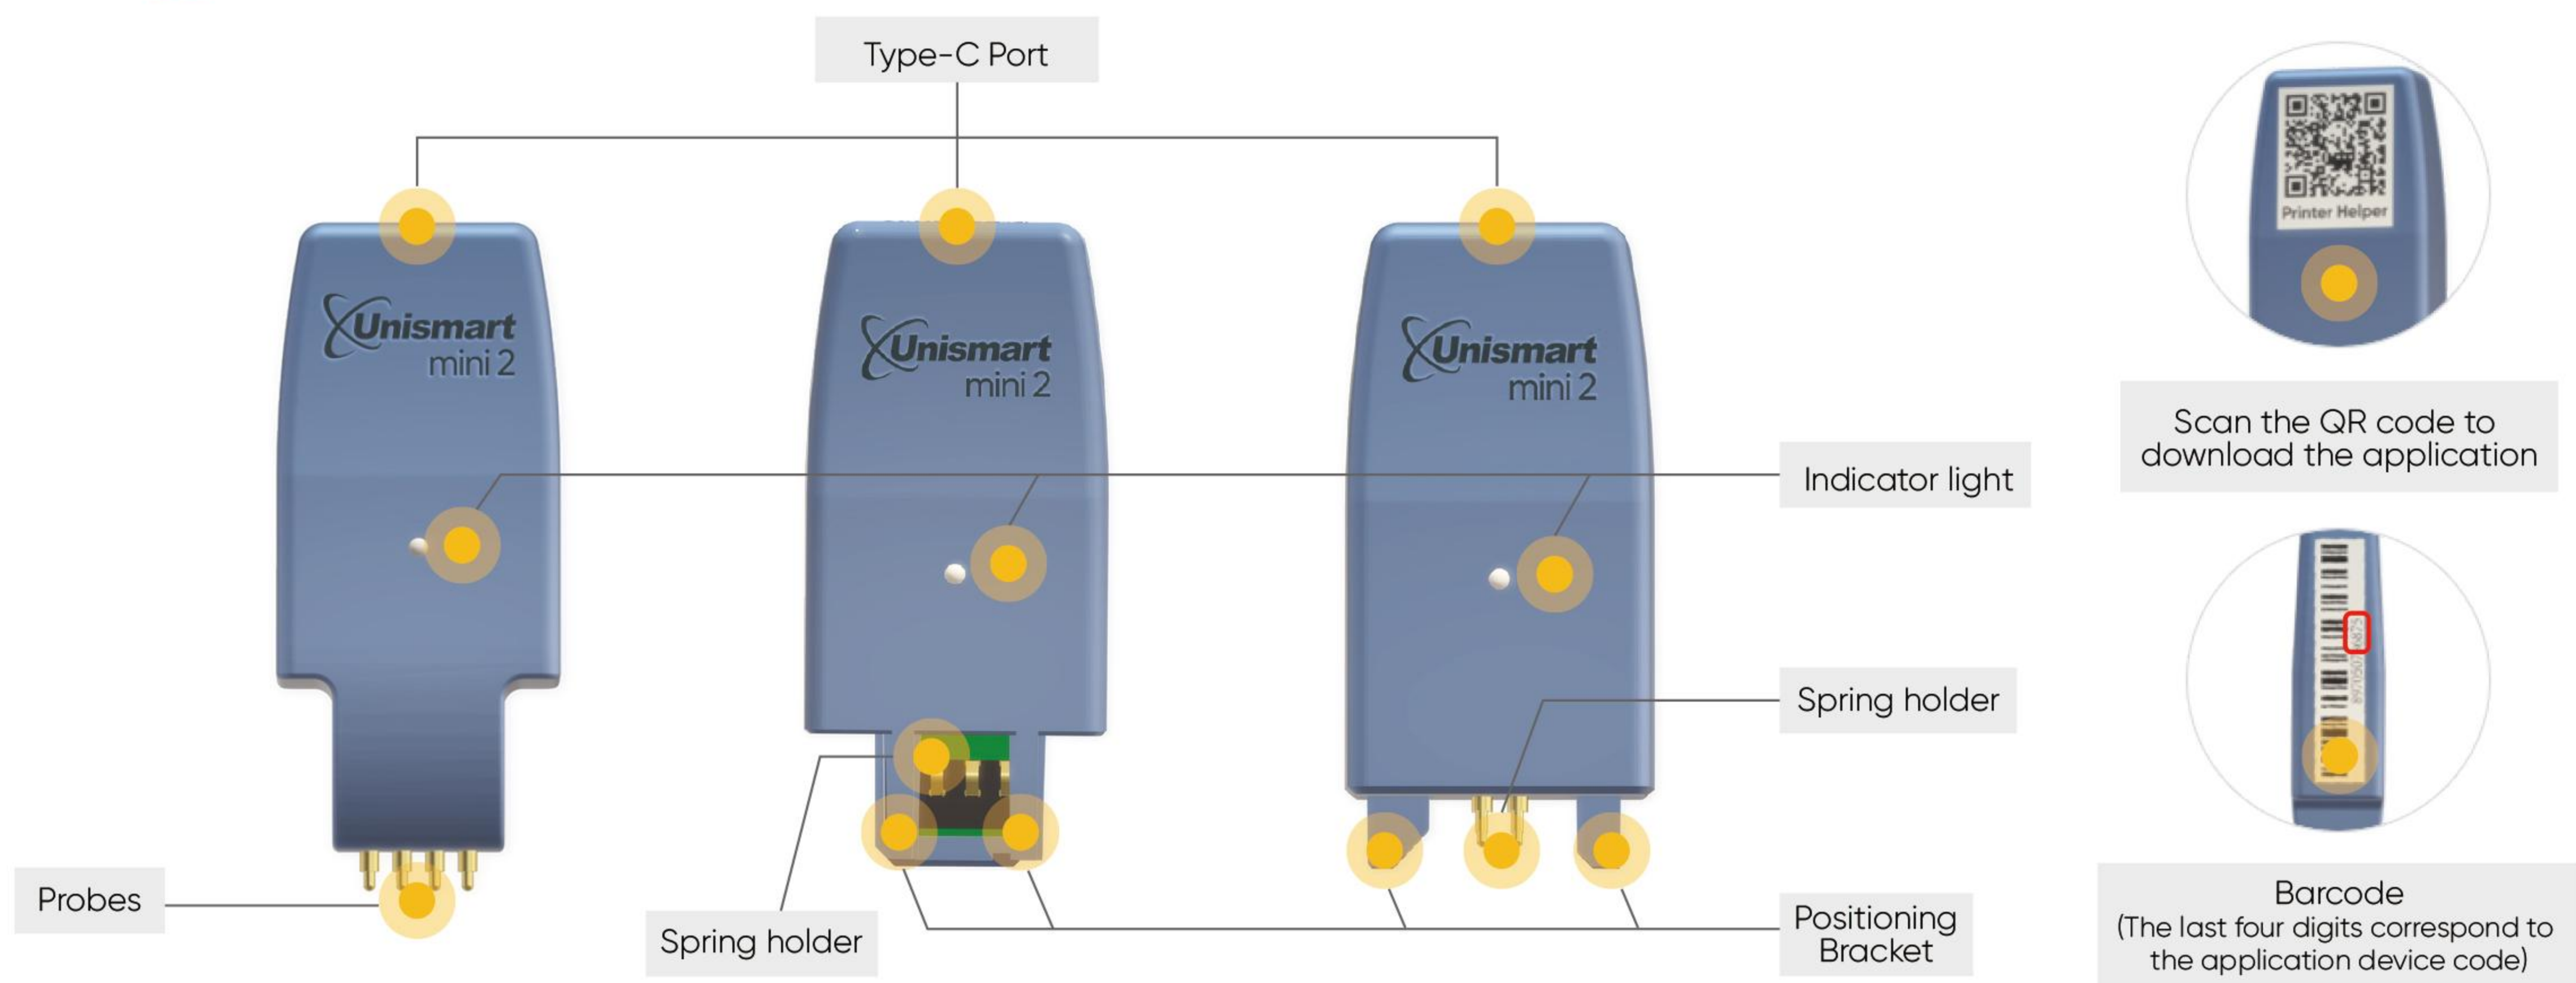 Type-C Port
Unismart
mini 2
Unismart
mini 2
Unismart
mini 2
Indicator light
Spring holder
Probes
Spring holder
Positioning
Bracket
Printer Helper
Scan the QR code to
download the application
6875
Barcode
(The last four digits correspond to
the application device code)